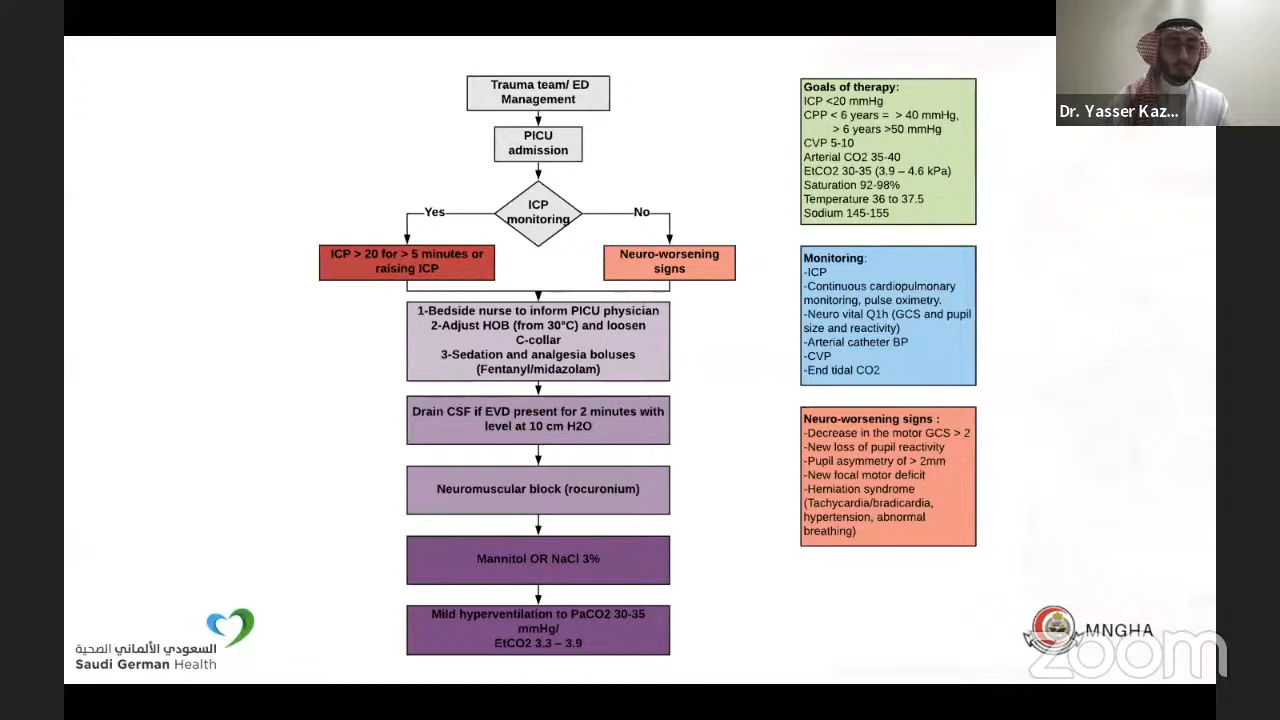 Trauma team/ ED
Management
PICU
admission
ICP
monitoring
Yes
No
ICP > 20 for > 5 minutes or
raising ICP
Neuro-worsening
signs
1-Bedside nurse to inform PICU physician
2-Adjust HOB (from 30°C) and loosen
C-collar
3-Sedation and analgesia boluses
(Fentanyl/midazolam)
Drain CSF if EVD present for 2 minutes with
level at 10 cm H2O
Neuromuscular block (rocuronium)
Mannitol OR NaCl 3%
Mild hyperventilation to PaCO2 30-35
mmHg/
EtCO2 3.3 – 3.9
Goals of therapy:
ICP <20 mmHg
CPP < 6 years = > 40 mmHg,
> 6 years >50 mmHg
CVP 5-10
Arterial CO2 35-40
EtCO2 30-35 (3.9 – 4.6 kPa)
Saturation 92-98%
Temperature 36 to 37.5
Sodium 145-155
Monitoring:
-ICP
-Continuous cardiopulmonary
monitoring, pulse oximetry.
-Neuro vital Q1h (GCS and pupil
size and reactivity)
-Arterial catheter BP
-CVP
-End tidal CO2
Neuro-worsening signs :
-Decrease in the motor GCS > 2
-New loss of pupil reactivity
-Pupil asymmetry of > 2mm
-New focal motor deficit
-Herniation syndrome
(Tachycardia/bradicardia,
hypertension, abnormal
breathing)
Dr. Yasser Kaz...
السعودي الألماني الصحية
Saudi German Health
MNGHA
zoom